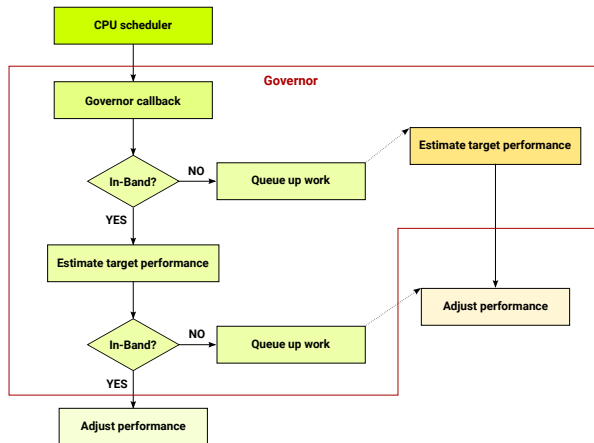 CPU scheduler
Governor
Governor callback
Estimate target performance
In-Band?
NO
Queue up work
YES
Estimate target performance
Adjust performance
In-Band?
NO
Queue up work
YES
Adjust performance